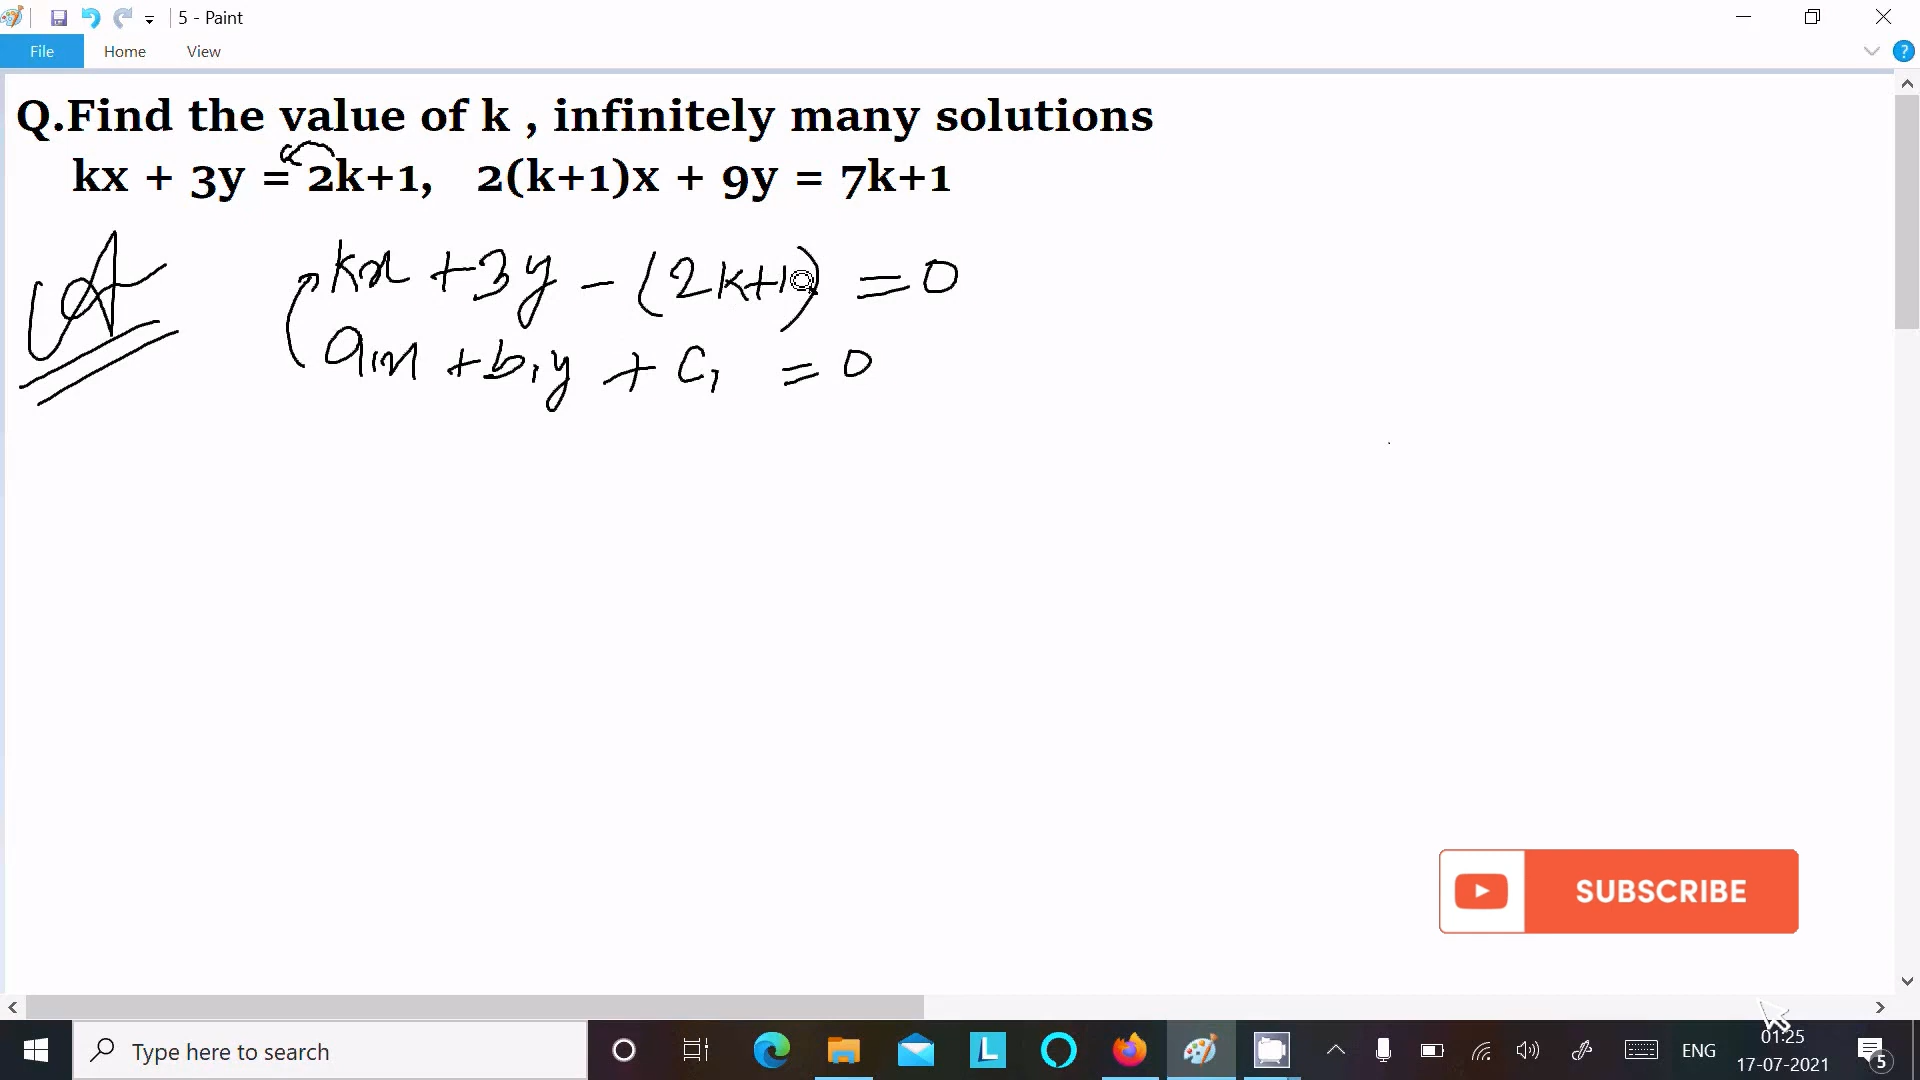 5 - Paint
File Home View
Q.Find the value of k , infinitely many solutions
kx + 3y = 2k+1, 2(k+1)x + 9y = 7k+1
kx + 3y - (2k+1) = 0
a₁x + b₁y + c₁ = 0
SUBSCRIBE
Type here to search
ENG
01:25
17-07-2021
5